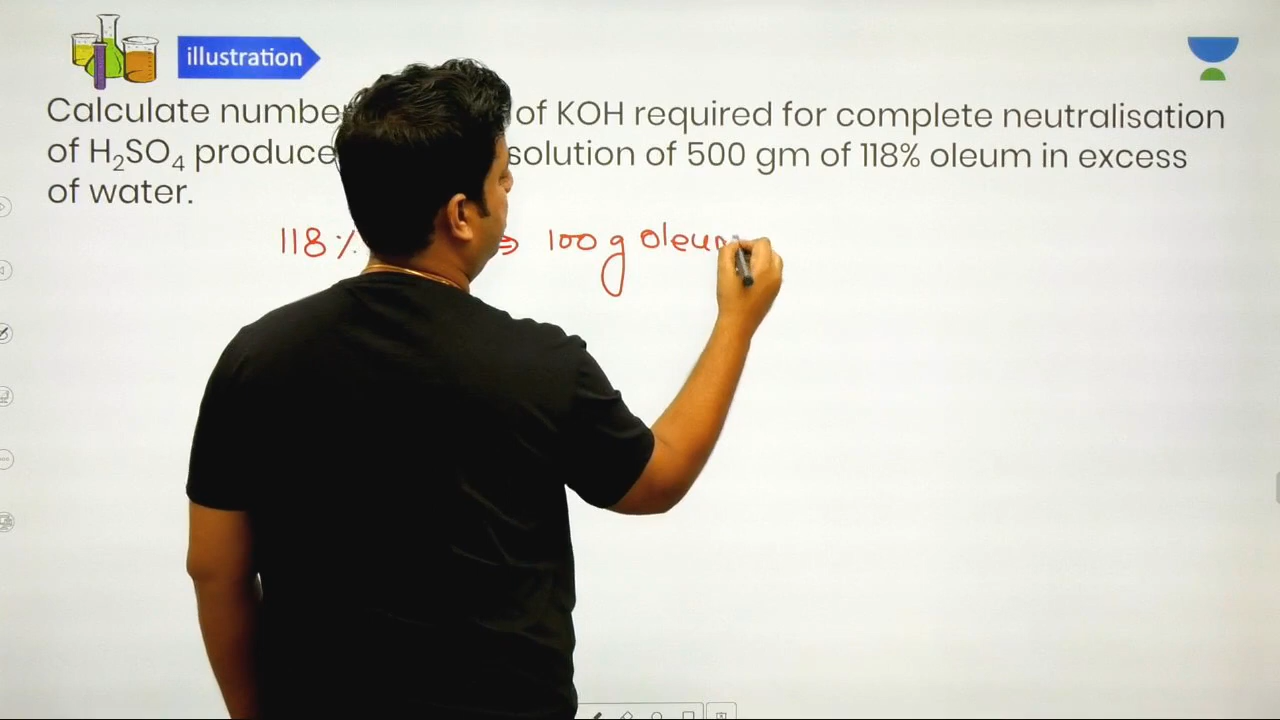 illustration
Calculate number of KOH required for complete neutralisation
of H₂SO₄ produce solution of 500 gm of 118% oleum in excess
of water.
118% ⇒ 100 g oleum